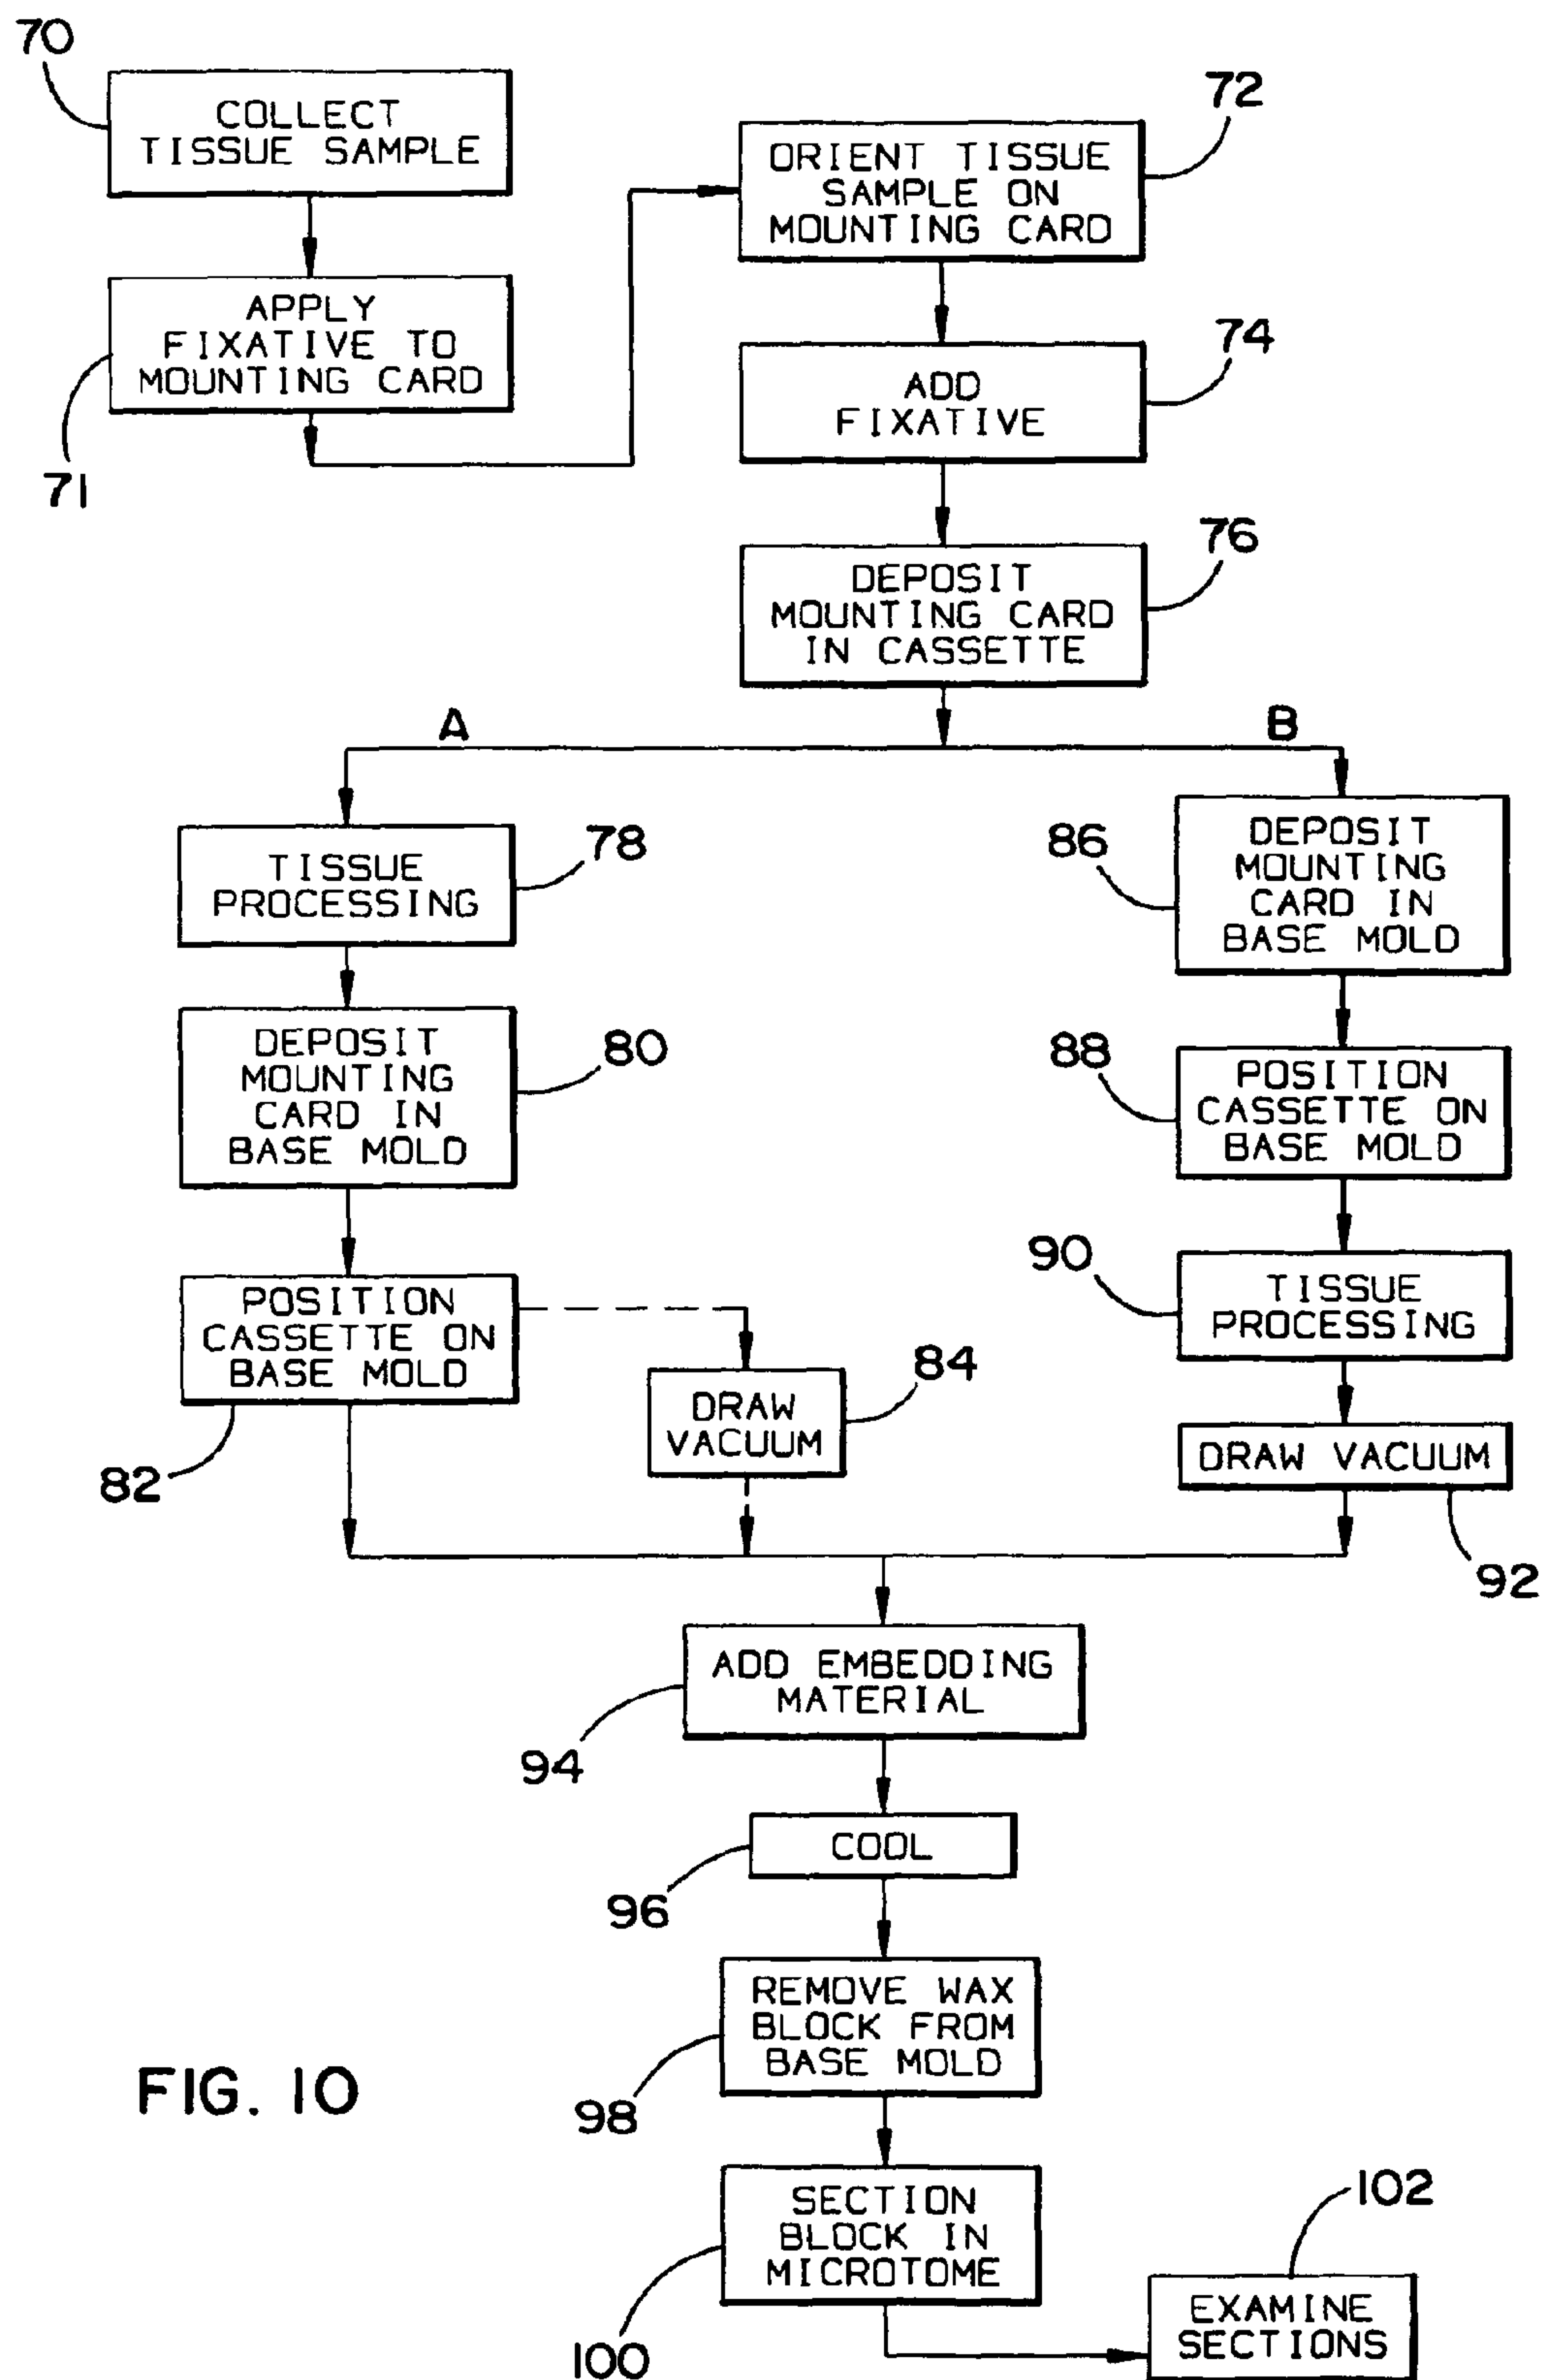 70
COLLECT
TISSUE SAMPLE
APPLY
FIXATIVE TO
MOUNTING CARD
71
72
ORIENT TISSUE
SAMPLE ON
MOUNTING CARD
74
ADD
FIXATIVE
76
DEPOSIT
MOUNTING CARD
IN CASSETTE
A
B
78
TISSUE
PROCESSING
80
DEPOSIT
MOUNTING
CARD IN
BASE MOLD
POSITION
CASSETTE ON
BASE MOLD
82
84
DRAW
VACUUM
86
DEPOSIT
MOUNTING
CARD IN
BASE MOLD
88
POSITION
CASSETTE ON
BASE MOLD
90
TISSUE
PROCESSING
DRAW VACUUM
92
ADD EMBEDDING
MATERIAL
94
COOL
96
REMOVE WAX
BLOCK FROM
BASE MOLD
98
SECTION
BLOCK IN
MICROTOME
100
102
EXAMINE
SECTIONS
FIG. 10